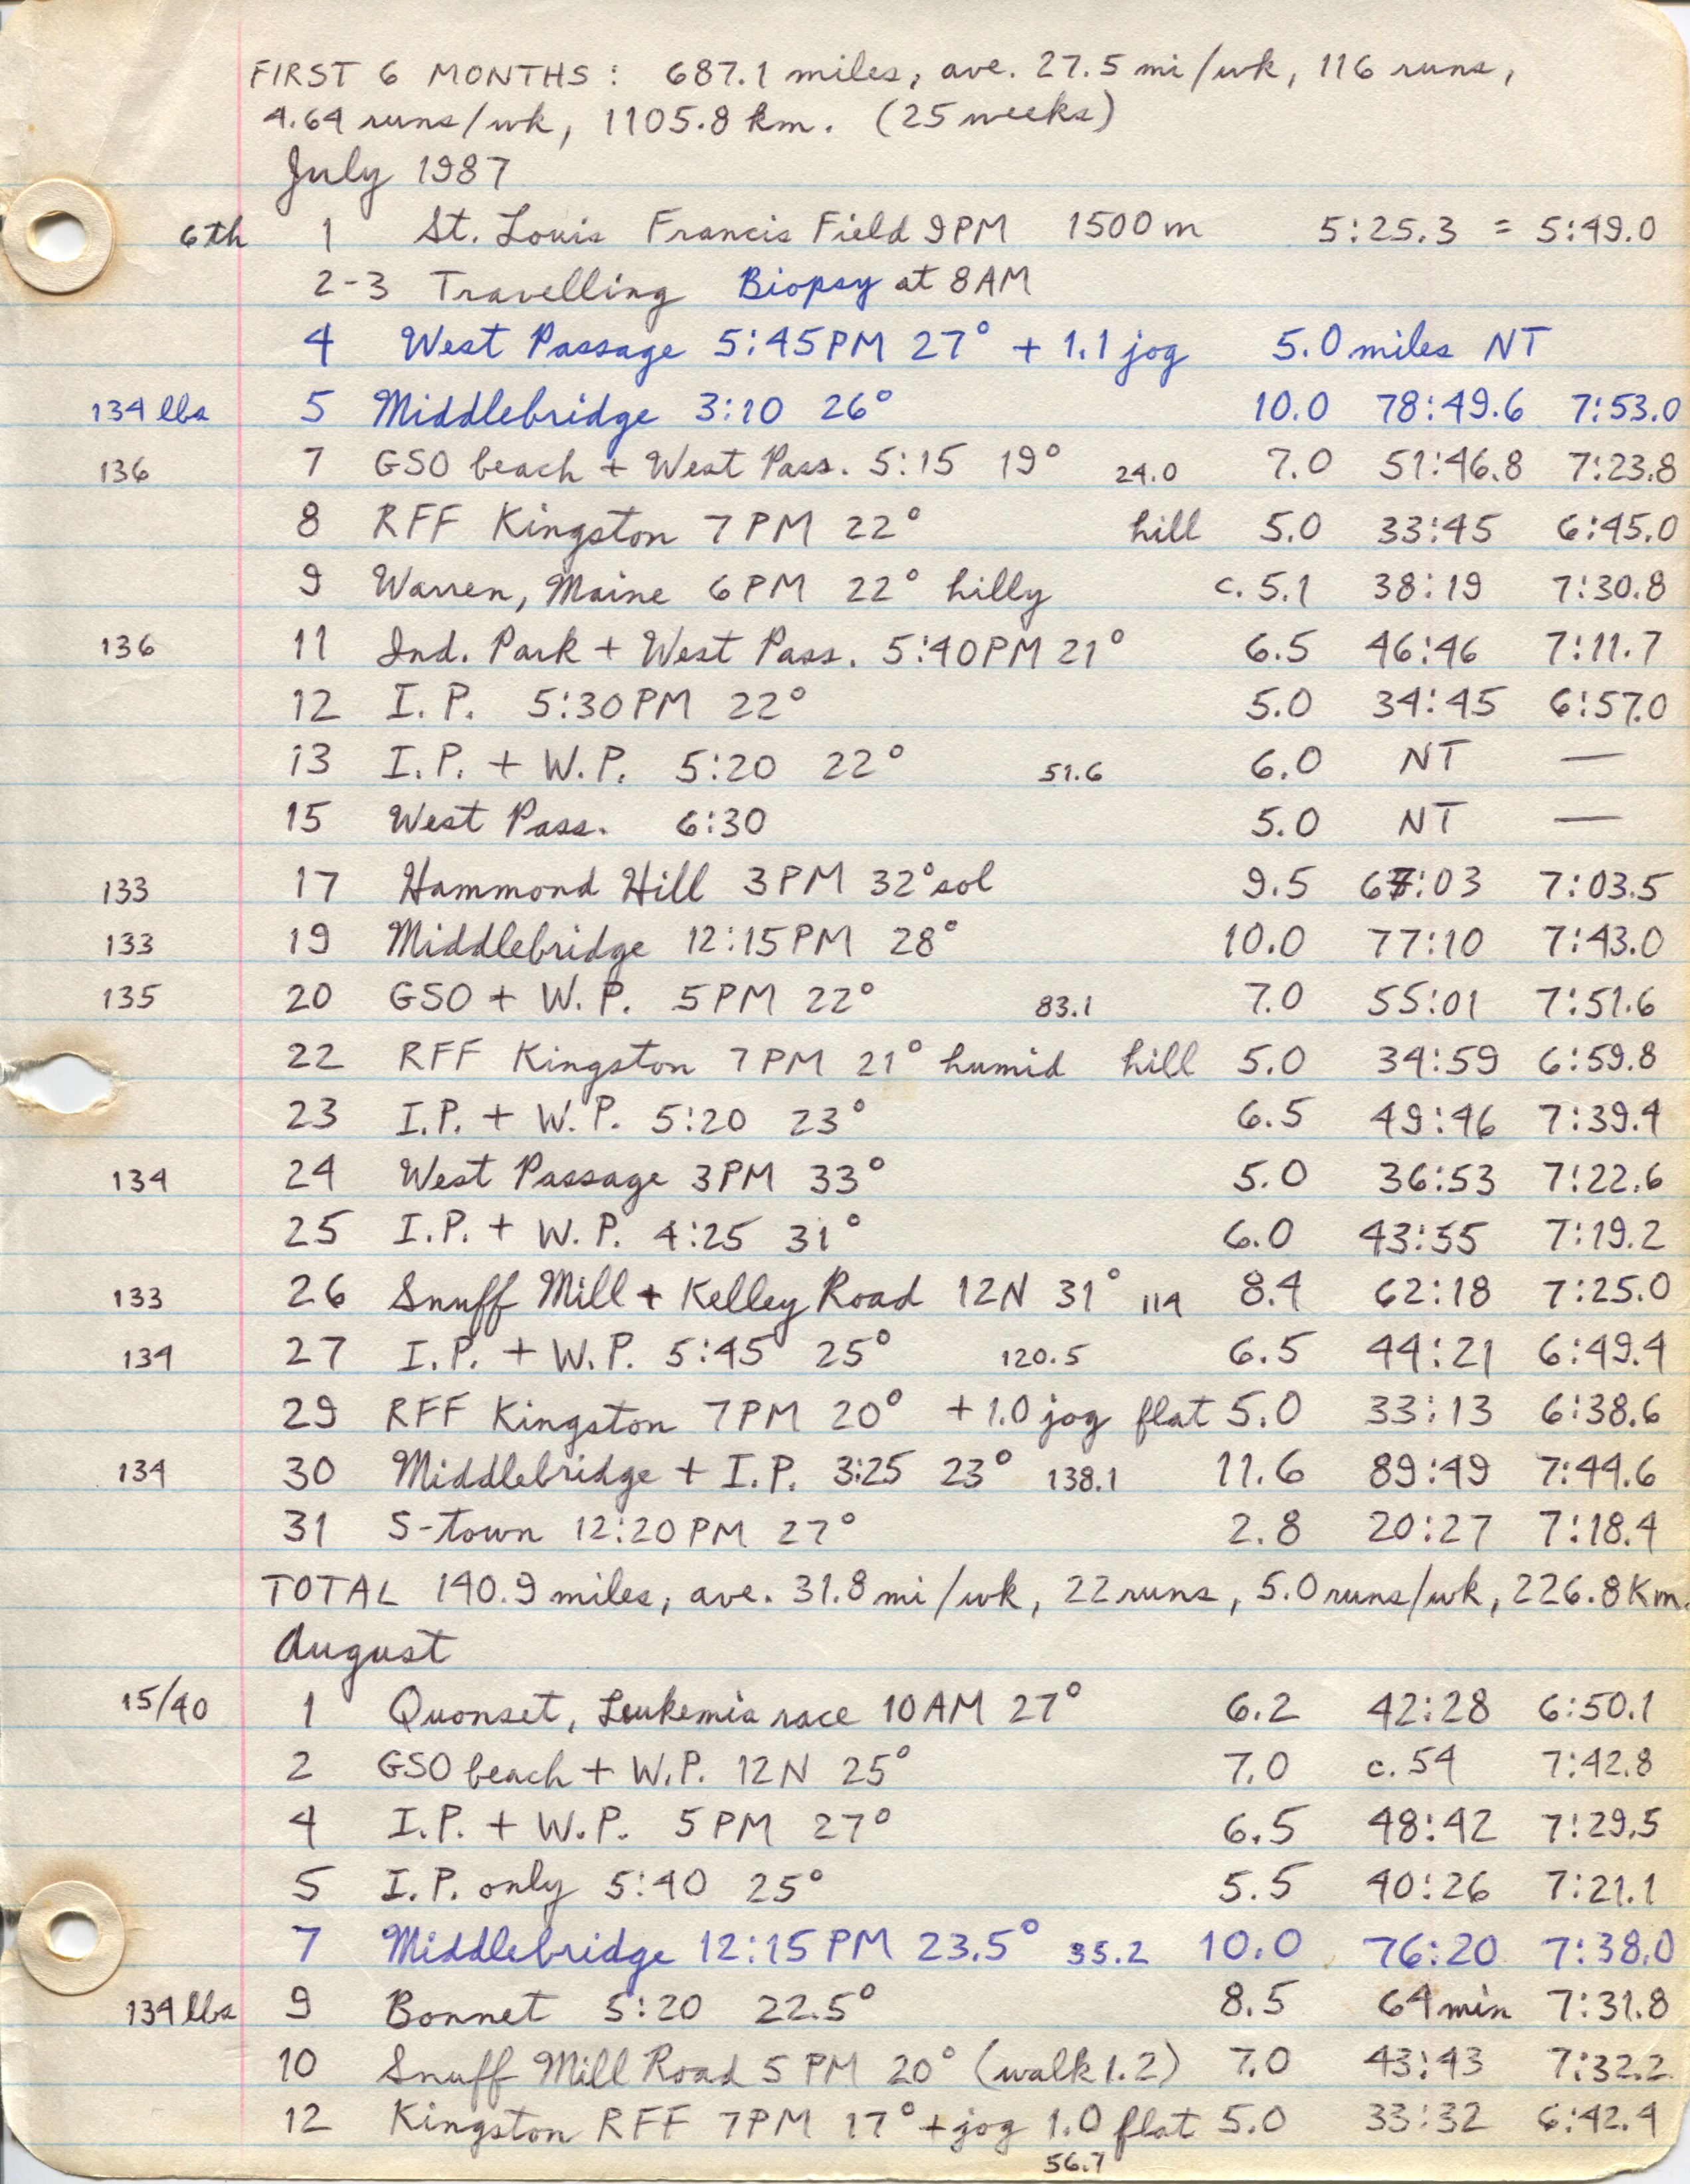 FIRST 6 MONTHS: 687.1 miles, ave. 27.5 mi/wk, 116 runs,
4.64 runs/wk, 1105.8 km. (25 weeks)
July 1987
6th 1 St. Louis Francis Field 9PM 1500 m 5:25.3 = 5:49.0
2-3 Travelling Biopsy at 8AM
4 West Passage 5:45PM 27° + 1.1 jog 5.0 miles NT
134 lbs 5 Middlebridge 3:10 26° 10.0 78:49.6 7:53.0
136 7 GSO beach + West Pass. 5:15 19° 24.0 7.0 51:46.8 7:23.8
8 RFF Kingston 7PM 22° hill 5.0 33:45 6:45.0
9 Warren, Maine 6PM 22° hilly c. 5.1 38:19 7:30.8
136 11 Ind. Park + West Pass. 5:40PM 21° 6.5 46:46 7:11.7
12 I.P. 5:30PM 22° 5.0 34:45 6:57.0
13 I.P. + W.P. 5:20 22° 51.6 6.0 NT —
15 West Pass. 6:30 5.0 NT —
133 17 Hammond Hill 3PM 32° sol 9.5 67:03 7:03.5
133 19 Middlebridge 12:15PM 28° 10.0 77:10 7:43.0
135 20 GSO + W.P. 5PM 22° 83.1 7.0 55:01 7:51.6
22 RFF Kingston 7PM 21° humid hill 5.0 34:59 6:59.8
23 I.P. + W.P. 5:20 23° 6.5 49:46 7:39.4
134 24 West Passage 3PM 33° 5.0 36:53 7:22.6
25 I.P. + W.P. 4:25 31° 6.0 43:55 7:19.2
133 26 Snuff Mill + Kelley Road 12N 31° 114 8.4 62:18 7:25.0
134 27 I.P. + W.P. 5:45 25° 120.5 6.5 44:21 6:49.4
29 RFF Kingston 7PM 20° + 1.0 jog flat 5.0 33:13 6:38.6
134 30 Middlebridge + I.P. 3:25 23° 138.1 11.6 89:49 7:44.6
31 S-town 12:20PM 27° 2.8 20:27 7:18.4
TOTAL 140.9 miles, ave. 31.8 mi/wk, 22 runs, 5.0 runs/wk, 226.8 Km.
August
15/40 1 Quonset, Leukemia race 10AM 27° 6.2 42:28 6:50.1
2 GSO beach + W.P. 12N 25° 7.0 c. 54 7:42.8
4 I.P. + W.P. 5PM 27° 6.5 48:42 7:29.5
5 I.P. only 5:40 25° 5.5 40:26 7:21.1
7 Middlebridge 12:15PM 23.5° 35.2 10.0 76:20 7:38.0
134 lbs 9 Bonnet 5:20 22.5° 8.5 64 min 7:31.8
10 Snuff Mill Road 5PM 20° (walk 1.2) 7.0 43:43 7:32.2
12 Kingston RFF 7PM 17° + jog 1.0 flat 5.0 33:32 6:42.4
56.7